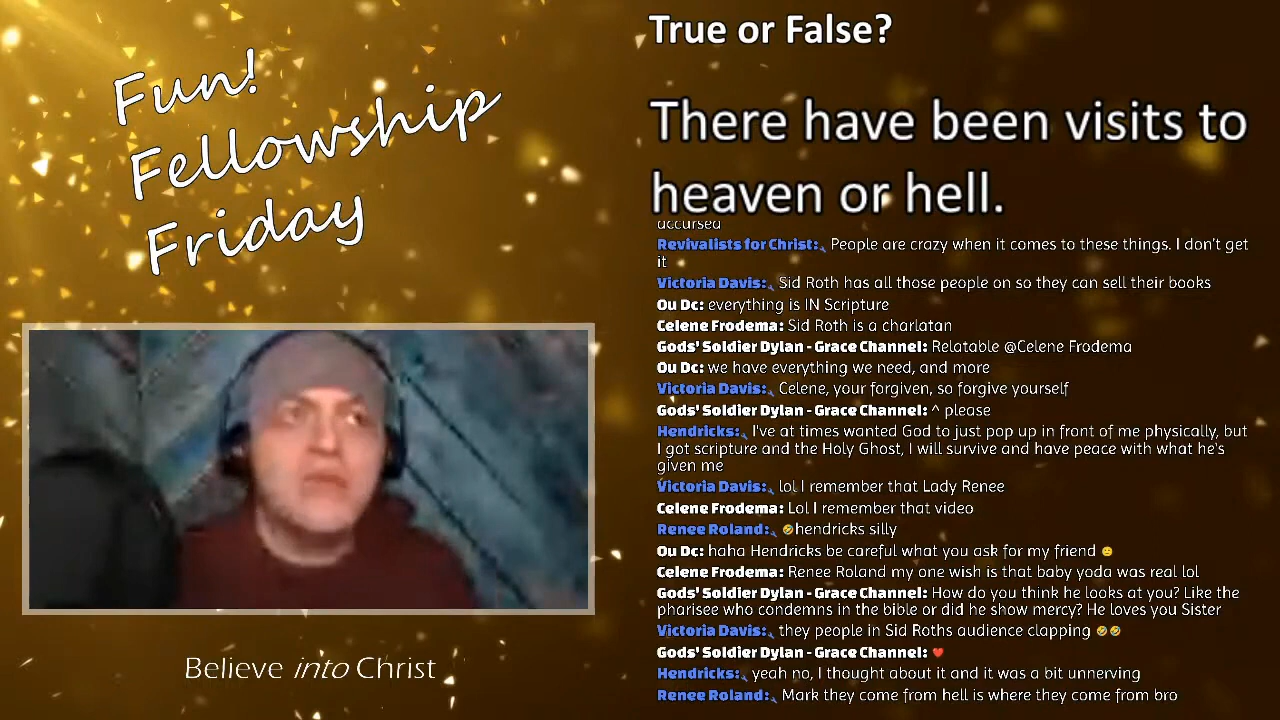 Fun!
Fellowship
Friday
Believe into Christ
True or False?
There have been visits to
heaven or hell.
accursed
Revivalists for Christ: People are crazy when it comes to these things. I don't get
it
Victoria Davis: Sid Roth has all those people on so they can sell their books
Ou Dc: everything is IN Scripture
Celene Frodema: Sid Roth is a charlatan
Gods' Soldier Dylan - Grace Channel: Relatable @Celene Frodema
Ou Dc: we have everything we need, and more
Victoria Davis: Celene, your forgiven, so forgive yourself
Gods' Soldier Dylan - Grace Channel: ^ please
Hendricks: I've at times wanted God to just pop up in front of me physically, but
I got scripture and the Holy Ghost, I will survive and have peace with what he's
given me
Victoria Davis: lol I remember that Lady Renee
Celene Frodema: Lol I remember that video
Renee Roland: 🤣hendricks silly
Ou Dc: haha Hendricks be careful what you ask for my friend 🙂
Celene Frodema: Renee Roland my one wish is that baby yoda was real lol
Gods' Soldier Dylan - Grace Channel: How do you think he looks at you? Like the
pharisee who condemns in the bible or did he show mercy? He loves you Sister
Victoria Davis: they people in Sid Roths audience clapping 🤣🤣
Gods' Soldier Dylan - Grace Channel: ❤️
Hendricks: yeah no, I thought about it and it was a bit unnerving
Renee Roland: Mark they come from hell is where they come from bro